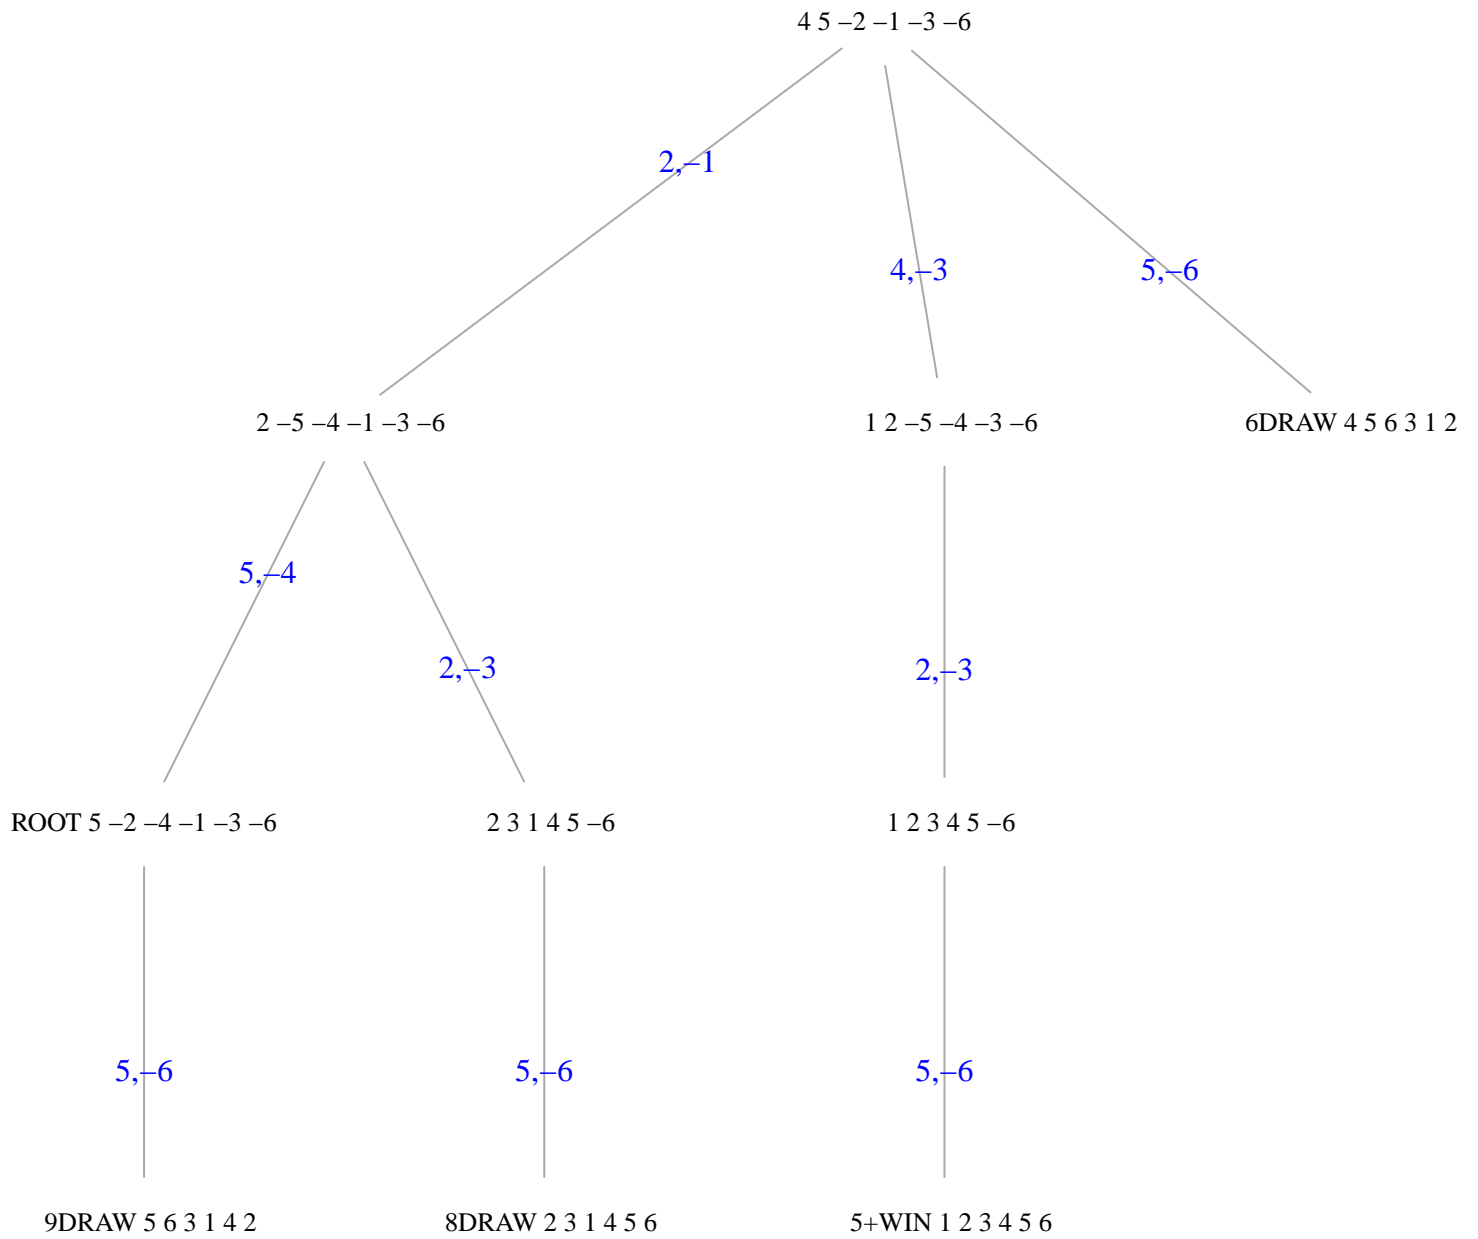 4 5 –2 –1 –3 –6
2,–1
4,–3
5,–6
2 –5 –4 –1 –3 –6
1 2 –5 –4 –3 –6
6DRAW 4 5 6 3 1 2
5,–4
2,–3
2,–3
ROOT 5 –2 –4 –1 –3 –6
2 3 1 4 5 –6
1 2 3 4 5 –6
5,–6
5,–6
5,–6
9DRAW 5 6 3 1 4 2
8DRAW 2 3 1 4 5 6
5+WIN 1 2 3 4 5 6